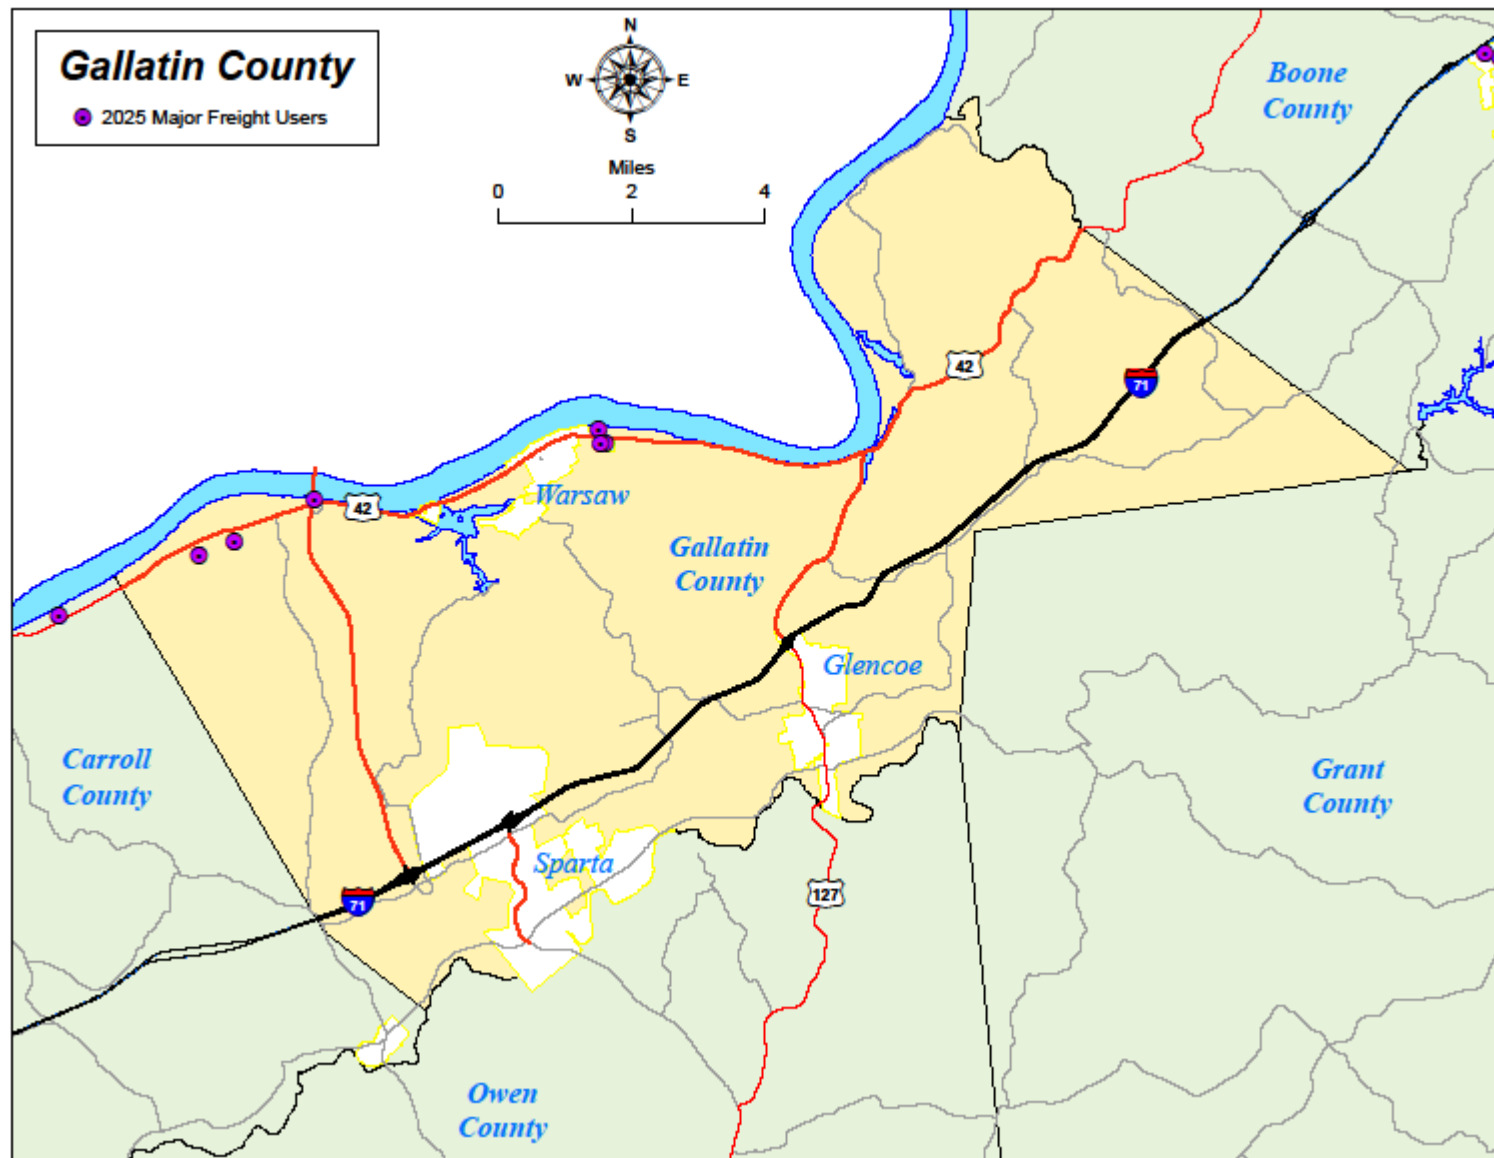 Gallatin County
2025 Major Freight Users
N
W E
S
Miles
0 2 4
Boone
County
42
71
42
Warsaw
Gallatin
County
Glencoe
Carroll
County
Grant
County
Sparta
71
127
Owen
County